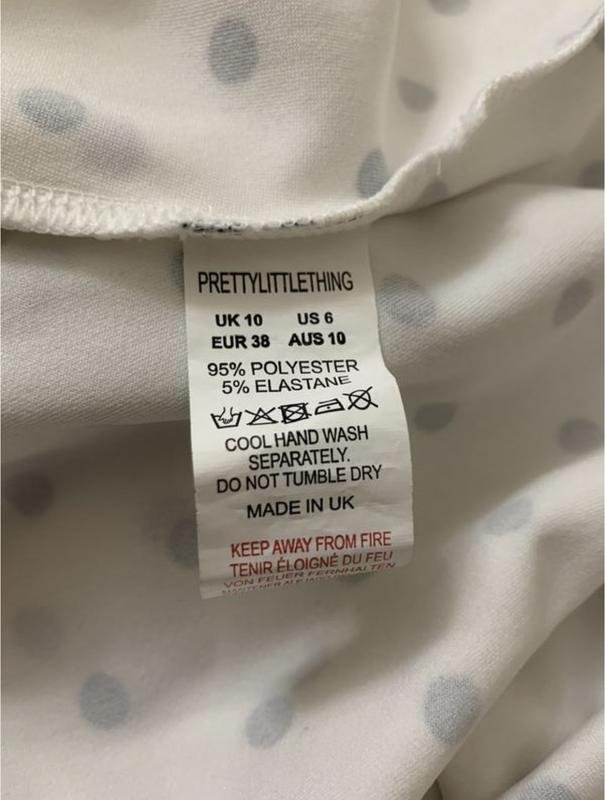 PRETTYLITTLETHING
UK 10 US 6
EUR 38 AUS 10
95% POLYESTER
5% ELASTANE
COOL HAND WASH
SEPARATELY.
DO NOT TUMBLE DRY
MADE IN UK
KEEP AWAY FROM FIRE
TENIR ÉLOIGNÉ DU FEU
VON FEUER FERNHALTEN